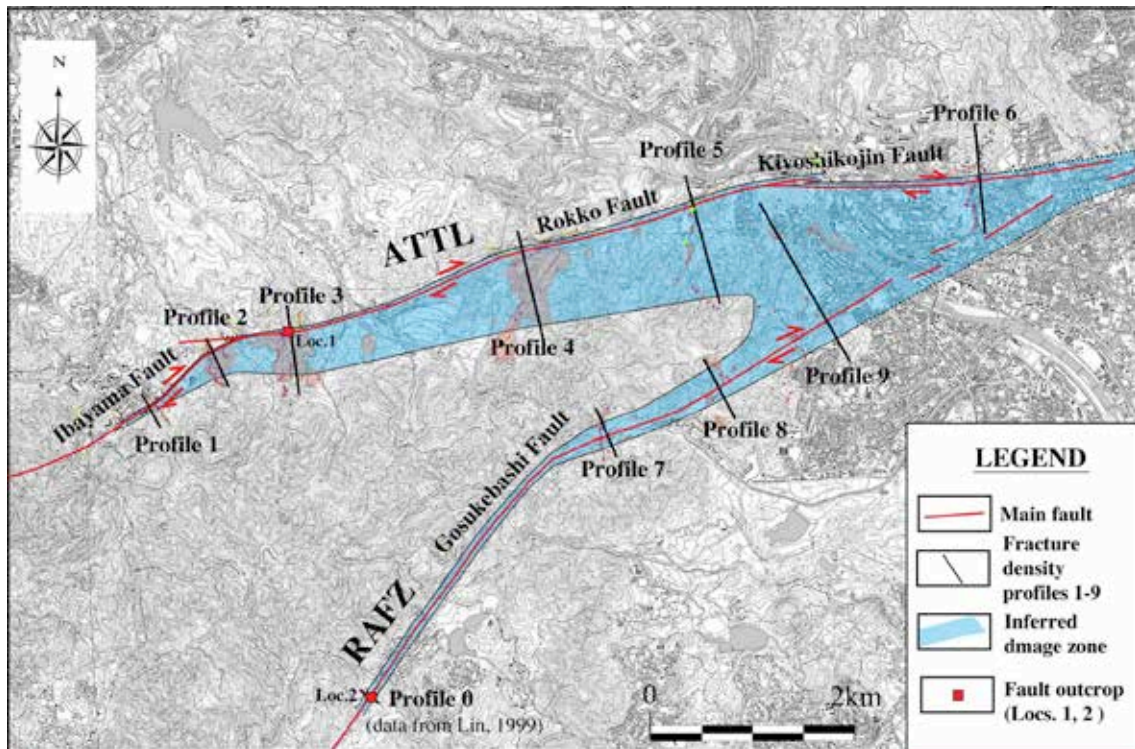 N
Profile 6
Profile 5
Kiyoshikojin Fault
Rokko Fault
ATTL
Profile 3
Profile 2
Loc.1
Profile 4
Ibayama Fault
Profile 9
Profile 1
Profile 8
Gosukebashi Fault
Profile 7
RAFZ
Loc.2
Profile 0
(data from Lin, 1999)
0
2km
LEGEND
Main fault
Fracture
density
profiles 1-9
Inferred
dmage zone
Fault outcrop
(Locs. 1, 2 )